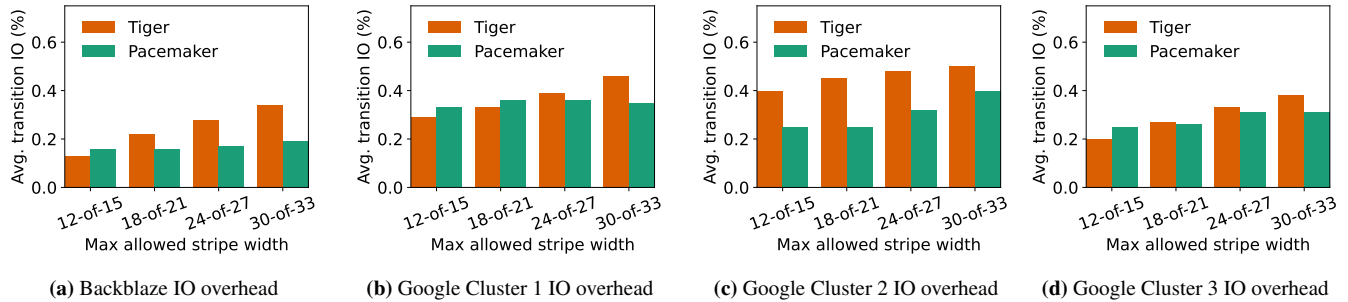 Avg. transition IO (%)
0.6
0.4
0.2
0.0
Tiger
Pacemaker
12-of-15
18-of-21
24-of-27
30-of-33
Max allowed stripe width
(a) Backblaze IO overhead
Avg. transition IO (%)
0.6
0.4
0.2
0.0
Tiger
Pacemaker
12-of-15
18-of-21
24-of-27
30-of-33
Max allowed stripe width
(b) Google Cluster 1 IO overhead
Avg. transition IO (%)
0.6
0.4
0.2
0.0
Tiger
Pacemaker
12-of-15
18-of-21
24-of-27
30-of-33
Max allowed stripe width
(c) Google Cluster 2 IO overhead
Avg. transition IO (%)
0.6
0.4
0.2
0.0
Tiger
Pacemaker
12-of-15
18-of-21
24-of-27
30-of-33
Max allowed stripe width
(d) Google Cluster 3 IO overhead